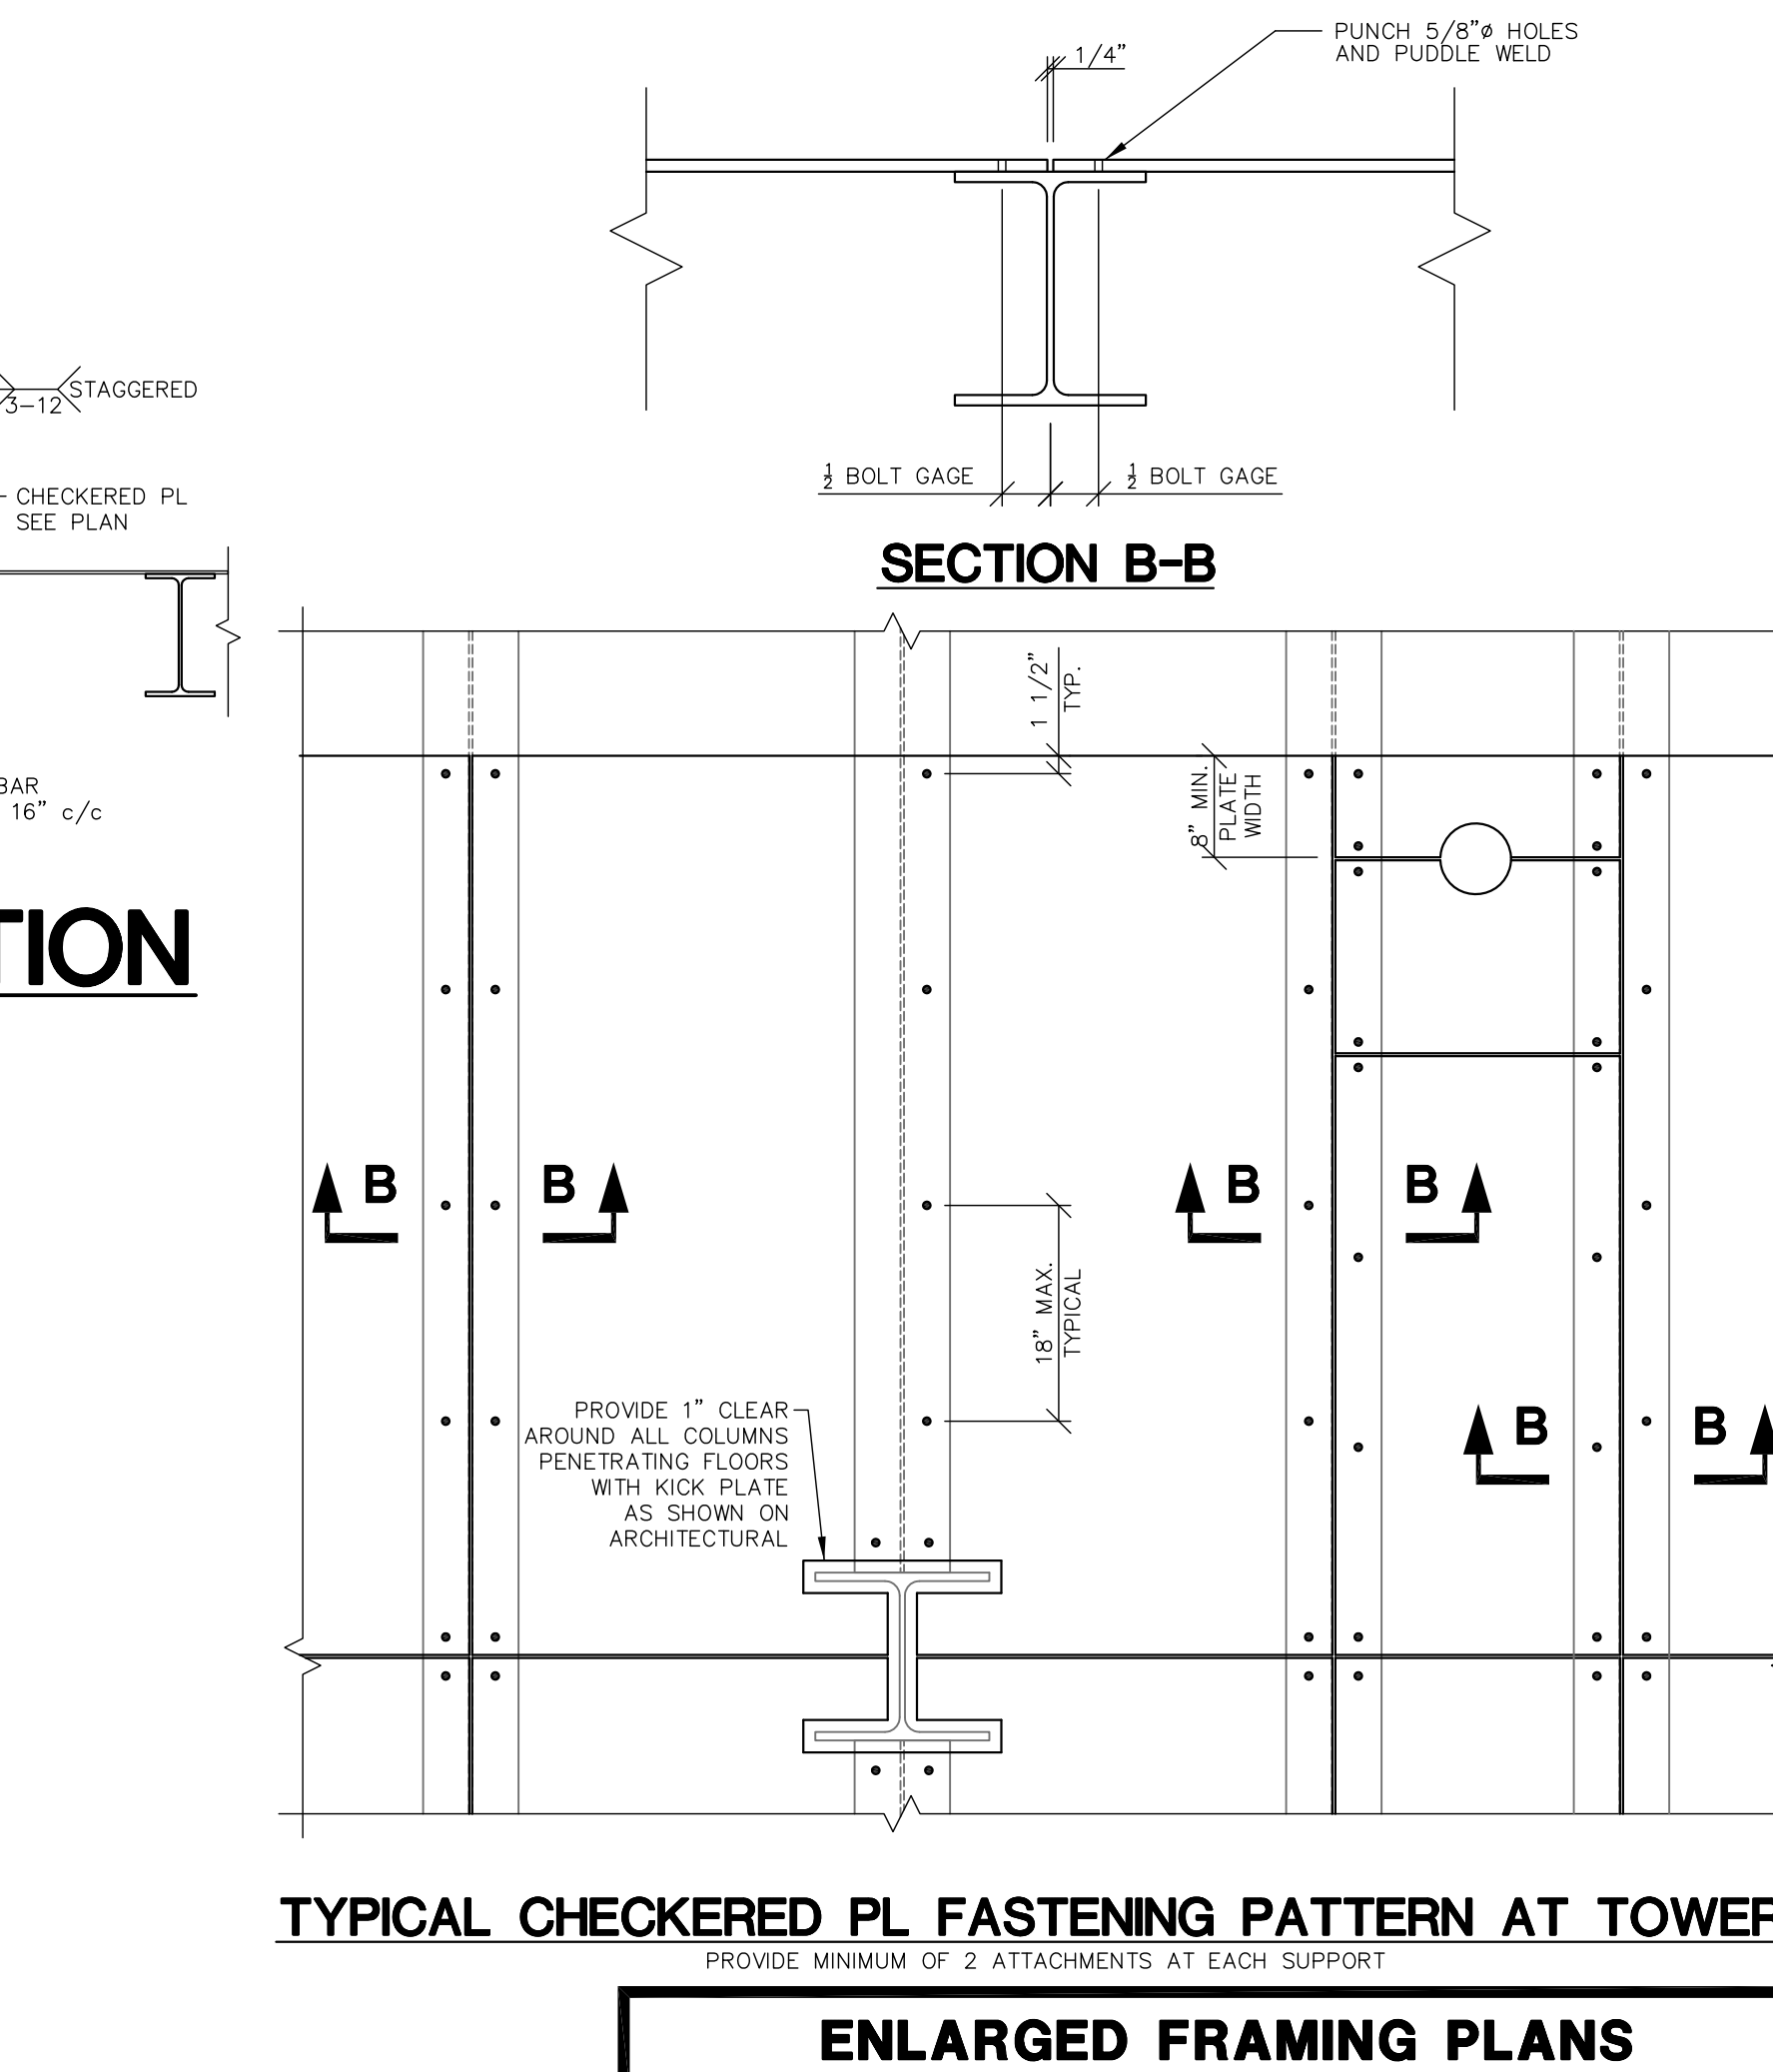 1/4"
PUNCH 5/8"ø HOLES
AND PUDDLE WELD
3-12
STAGGERED
CHECKERED PL
SEE PLAN
½ BOLT GAGE
½ BOLT GAGE
SECTION B-B
1 1/2"
TYP.
8" MIN.
PLATE
WIDTH
BAR
16" c/c
TION
B
B
B
B
18" MAX.
TYPICAL
B
B
PROVIDE 1" CLEAR
AROUND ALL COLUMNS
PENETRATING FLOORS
WITH KICK PLATE
AS SHOWN ON
ARCHITECTURAL
TYPICAL CHECKERED PL FASTENING PATTERN AT TOWER
PROVIDE MINIMUM OF 2 ATTACHMENTS AT EACH SUPPORT
ENLARGED FRAMING PLANS